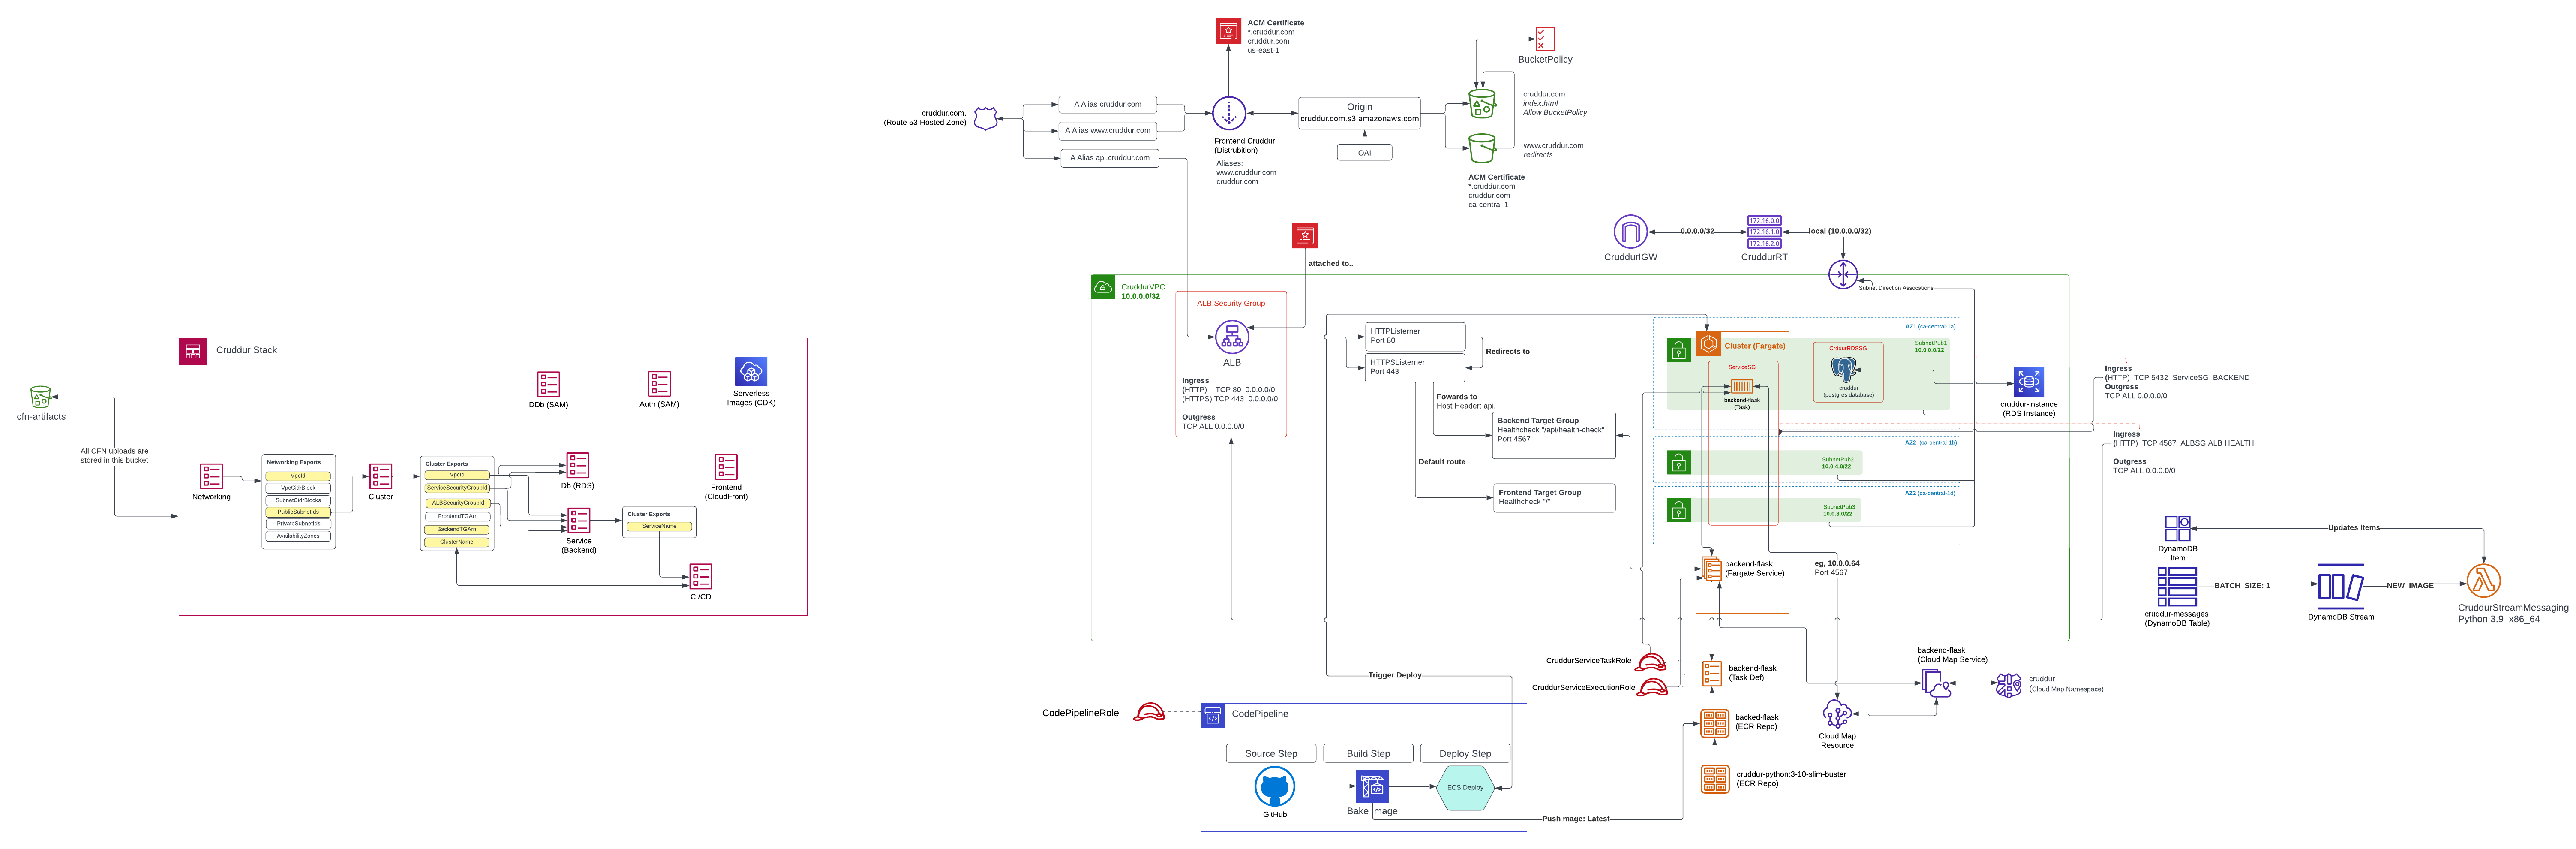 ACM Certificate
*.cruddur.com
cruddur.com
us-east-1
BucketPolicy
cruddur.com.
(Route 53 Hosted Zone)
A Alias cruddur.com
A Alias www.cruddur.com
A Alias api.cruddur.com
Frontend Cruddur
(Distrubition)
Aliases:
www.cruddur.com
cruddur.com
Origin
cruddur.com.s3.amazonaws.com
OAI
cruddur.com
index.html
Allow BucketPolicy
www.cruddur.com
redirects
ACM Certificate
*.cruddur.com
cruddur.com
ca-central-1
attached to..
CruddurIGW
0.0.0.0/32
172.16.0.0
172.16.1.0
172.16.2.0
CruddurRT
local (10.0.0.0/32)
Subnet Direction Assocations
CruddurVPC
10.0.0.0/32
ALB Security Group
ALB
Ingress
(HTTP) TCP 80 0.0.0.0/0
(HTTPS) TCP 443 0.0.0.0/0
Outgress
TCP ALL 0.0.0.0/0
HTTPListerner
Port 80
HTTPSListerner
Port 443
Redirects to
Fowards to
Host Header: api.
Backend Target Group
Healthcheck "/api/health-check"
Port 4567
Default route
Frontend Target Group
Healthcheck "/"
Cluster (Fargate)
ServiceSG
backend-flask
(Task)
AZ1 (ca-central-1a)
SubnetPub1
10.0.0.0/22
CrddurRDSSG
cruddur
(postgres database)
AZ2 (ca-central-1b)
SubnetPub2
10.0.4.0/22
AZ2 (ca-central-1d)
SubnetPub3
10.0.8.0/22
cruddur-instance
(RDS Instance)
Ingress
(HTTP) TCP 5432 ServiceSG BACKEND
Outgress
TCP ALL 0.0.0.0/0
Ingress
(HTTP) TCP 4567 ALBSG ALB HEALTH
Outgress
TCP ALL 0.0.0.0/0
backend-flask
(Fargate Service)
eg, 10.0.0.64
Port 4567
Cruddur Stack
cfn-artifacts
All CFN uploads are
stored in this bucket
DDb (SAM)
Auth (SAM)
Serverless
Images (CDK)
Networking
Networking Exports
VpcId
VpcCidrBlock
SubnetCidrBlocks
PublicSubnetIds
PrivateSubnetIds
AvailabilityZones
Cluster
Cluster Exports
VpcId
ServiceSecurityGroupId
ALBSecurityGroupId
FrontendTGArn
BackendTGArn
ClusterName
Db (RDS)
Service
(Backend)
Cluster Exports
ServiceName
Frontend
(CloudFront)
CI/CD
DynamoDB
Item
Updates Items
cruddur-messages
(DynamoDB Table)
BATCH_SIZE: 1
DynamoDB Stream
NEW_IMAGE
CruddurStreamMessaging
Python 3.9 x86_64
CruddurServiceTaskRole
CruddurServiceExecutionRole
backend-flask
(Task Def)
backed-flask
(ECR Repo)
cruddur-python:3-10-slim-buster
(ECR Repo)
backend-flask
(Cloud Map Service)
cruddur
(Cloud Map Namespace)
Cloud Map
Resource
Trigger Deploy
CodePipelineRole
CodePipeline
Source Step
Build Step
Deploy Step
GitHub
Bake Image
ECS Deploy
Push mage: Latest